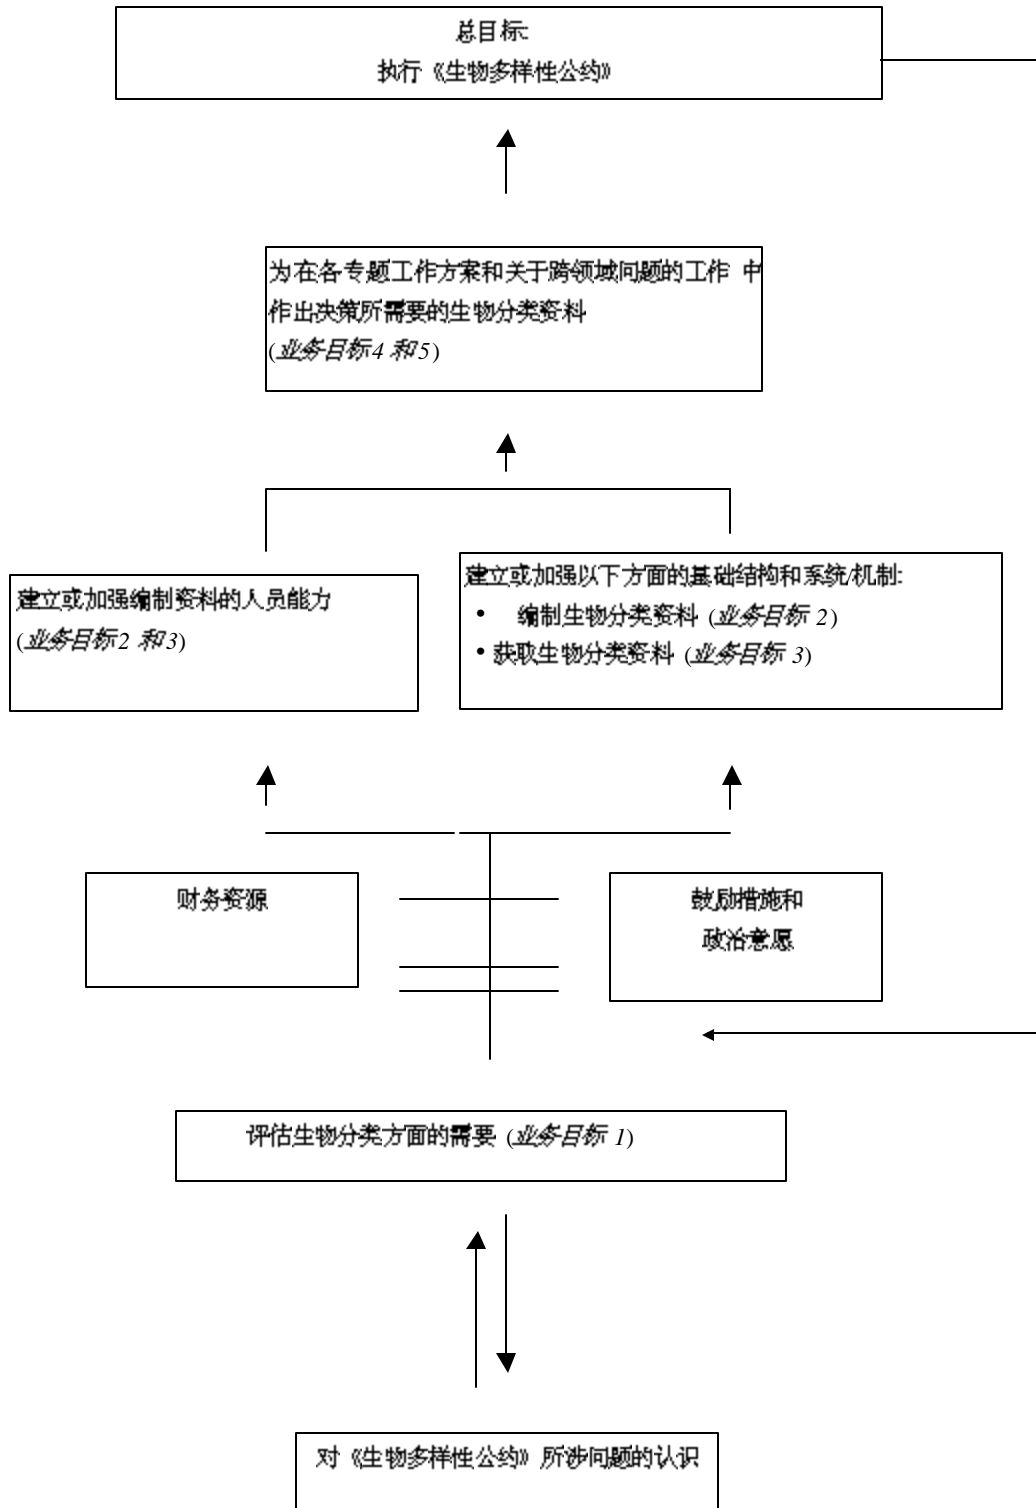 总目标:
执行《生物多样性公约》
为在各专题工作方案和关于跨领域问题的工作 中
作出决策所需要的生物分类资料
(业务目标4 和5)
建立或加强编制资料的人员能力
(业务目标2 和3)
建立或加强以下方面的基础结构和系统/机制:
• 编制生物分类资料 (业务目标 2)
• 获取生物分类资料 (业务目标 3)
财务资源
鼓励措施和
政治意愿
评估生物分类方面的需要 (业务目标 1)
对《生物多样性公约》所涉问题的认识